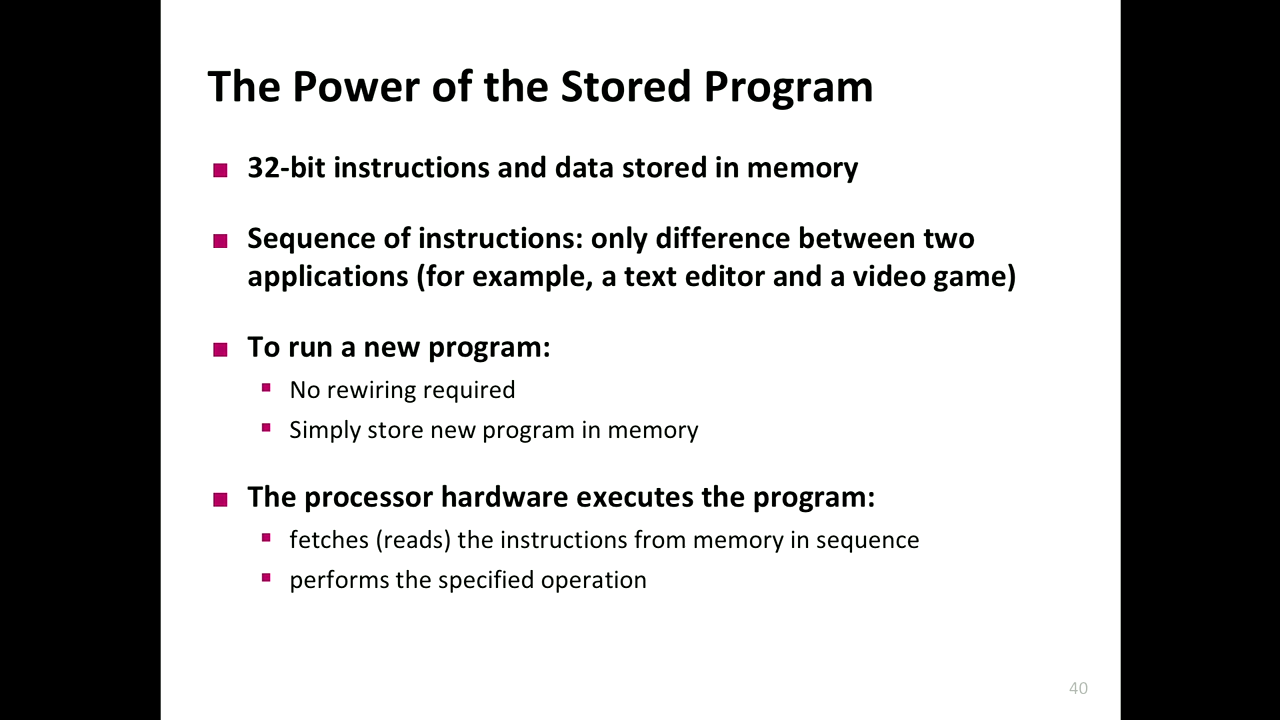 The Power of the Stored Program
32-bit instructions and data stored in memory
Sequence of instructions: only difference between two
applications (for example, a text editor and a video game)
To run a new program:
No rewiring required
Simply store new program in memory
The processor hardware executes the program:
fetches (reads) the instructions from memory in sequence
performs the specified operation
40